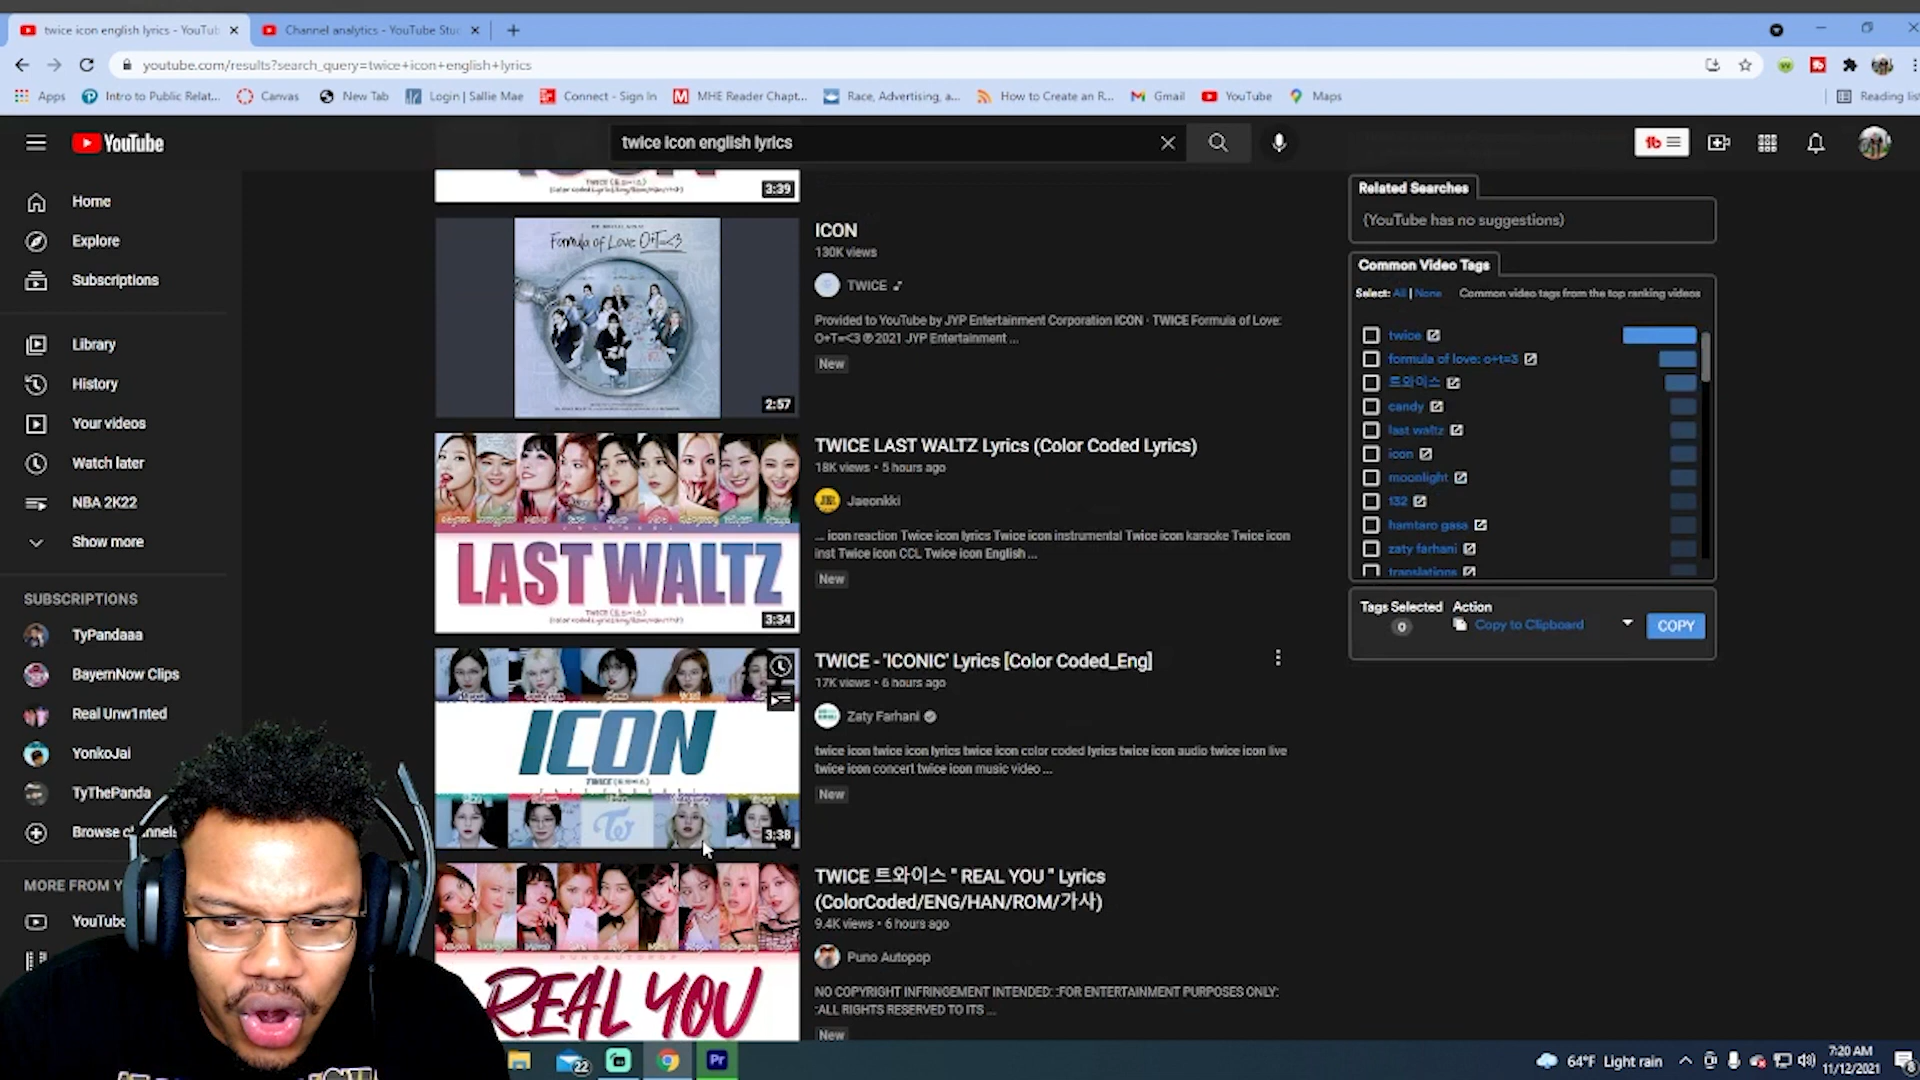 twice icon english lyrics - YouTub
Channel analytics - YouTube Stud
youtube.com/results?search_query=twice+icon+english+lyrics
Apps
Intro to Public Relat...
Canvas
New Tab
Login | Sallie Mae
Connect - Sign In
MHE Reader Chapt...
Race, Advertising, a...
How to Create an R...
Gmail
YouTube
Maps
Reading list
YouTube
twice icon english lyrics
Home
Explore
Subscriptions
Library
History
Your videos
Watch later
NBA 2K22
Show more
SUBSCRIPTIONS
TyPandaaa
BayernNow Clips
Real Unw1nted
YonkoJai
TyThePanda
Browse channels
MORE FROM Y
YouTube
3:39
Formula of Love O+T=<3
2:57
ICON
130K views
TWICE
Provided to YouTube by JYP Entertainment Corporation ICON · TWICE Formula of Love:
O+T=<3 ℗ 2021 JYP Entertainment ...
New
LAST WALTZ
3:34
TWICE LAST WALTZ Lyrics (Color Coded Lyrics)
18K views • 5 hours ago
Jaeonkki
... icon reaction Twice icon lyrics Twice icon instrumental Twice icon karaoke Twice icon
inst Twice icon CCL Twice icon English ...
New
ICON
3:38
TWICE - 'ICONIC' Lyrics [Color Coded_Eng]
17K views • 6 hours ago
Zaty Farhani
twice icon twice icon lyrics twice icon color coded lyrics twice icon audio twice icon live
twice icon concert twice icon music video ...
New
REAL YOU
TWICE 트와이스 " REAL YOU " Lyrics
(ColorCoded/ENG/HAN/ROM/가사)
9.4K views • 6 hours ago
Puno Autopop
NO COPYRIGHT INFRINGEMENT INTENDED: :FOR ENTERTAINMENT PURPOSES ONLY:
:ALL RIGHTS RESERVED TO ITS ...
New
Related Searches
(YouTube has no suggestions)
Common Video Tags
Select: All | None
Common video tags from the top ranking videos
twice
formula of love: o+t=3
트와이스
candy
last waltz
icon
moonlight
132
hamtaro gasa
zaty farhani
translations
Tags Selected
0
Action
Copy to Clipboard
COPY
22
Pr
64°F Light rain
7:20 AM
11/12/2021